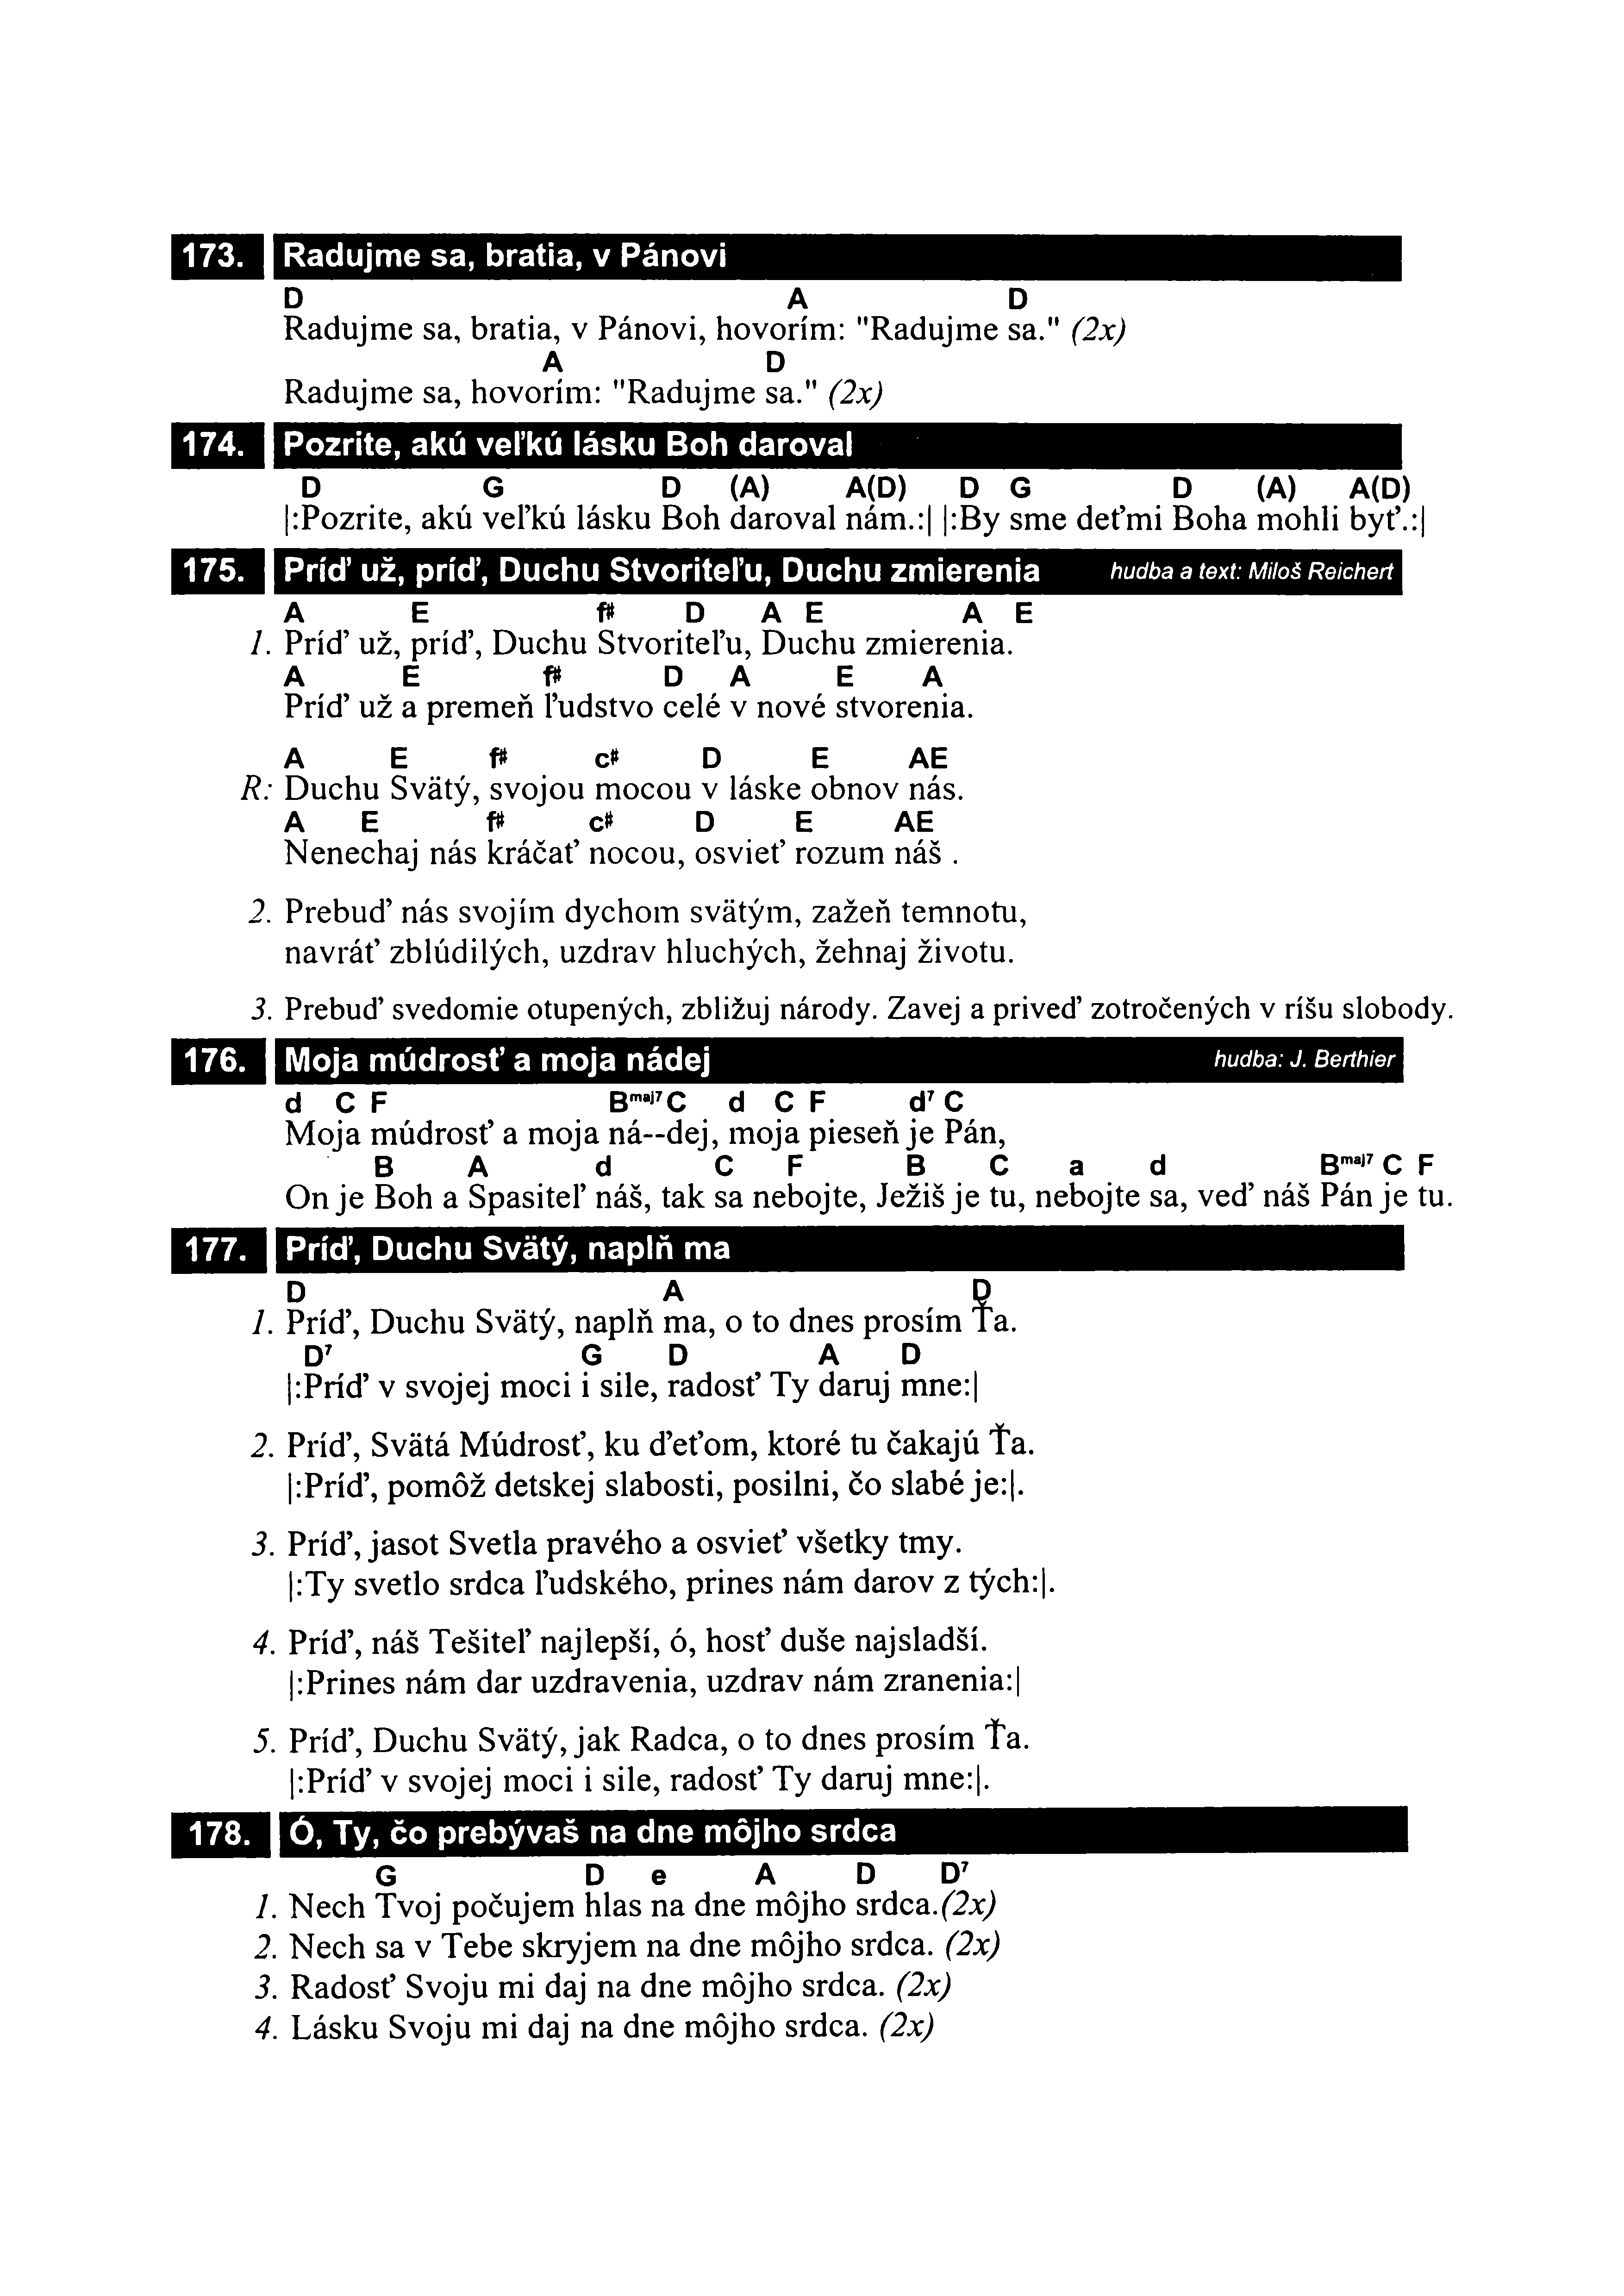 173. Radujme sa, bratia, v Pánovi
D A D
Radujme sa, bratia, v Pánovi, hovorím: "Radujme sa." (2x)
A D
Radujme sa, hovorím: "Radujme sa." (2x)
174. Pozrite, akú veľkú lásku Boh daroval
D G D (A) A(D) D G D (A) A(D)
|:Pozrite, akú veľkú lásku Boh daroval nám.:| |:By sme deťmi Boha mohli byť.:|
175. Príď už, príď, Duchu Stvoriteľu, Duchu zmierenia hudba a text: Miloš Reichert
A E f# D A E A E
1. Príď už, príď, Duchu Stvoriteľu, Duchu zmierenia.
A E f# D A E A
Príď už a premeň ľudstvo celé v nové stvorenia.
A E f# c# D E AE
R: Duchu Svätý, svojou mocou v láske obnov nás.
A E f# c# D E AE
Nenechaj nás kráčať nocou, osvieť rozum náš .
2. Prebuď nás svojím dychom svätým, zažeň temnotu,
navráť zblúdilých, uzdrav hluchých, žehnaj životu.
3. Prebuď svedomie otupených, zbližuj národy. Zavej a priveď zotročených v ríšu slobody.
176. Moja múdrosť a moja nádej hudba: J. Berthier
d C F Bmaj7 C d C F d7 C
Moja múdrosť a moja ná--dej, moja pieseň je Pán,
B A d C F B C a d Bmaj7 C F
On je Boh a Spasiteľ náš, tak sa nebojte, Ježiš je tu, nebojte sa, veď náš Pán je tu.
177. Príď, Duchu Svätý, naplň ma
D A D
1. Príď, Duchu Svätý, naplň ma, o to dnes prosím Ťa.
D7 G D A D
|:Príď v svojej moci i sile, radosť Ty daruj mne:|
2. Príď, Svätá Múdrosť, ku ďeťom, ktoré tu čakajú Ťa.
|:Príď, pomôž detskej slabosti, posilni, čo slabé je:|.
3. Príď, jasot Svetla pravého a osvieť všetky tmy.
|:Ty svetlo srdca ľudského, prines nám darov z tých:|.
4. Príď, náš Tešiteľ najlepší, ó, hosť duše najsladší.
|:Prines nám dar uzdravenia, uzdrav nám zranenia:|
5. Príď, Duchu Svätý, jak Radca, o to dnes prosím Ťa.
|:Príď v svojej moci i sile, radosť Ty daruj mne:|.
178. Ó, Ty, čo prebývaš na dne môjho srdca
G D e A D D7
1. Nech Tvoj počujem hlas na dne môjho srdca.(2x)
2. Nech sa v Tebe skryjem na dne môjho srdca. (2x)
3. Radosť Svoju mi daj na dne môjho srdca. (2x)
4. Lásku Svoju mi daj na dne môjho srdca. (2x)